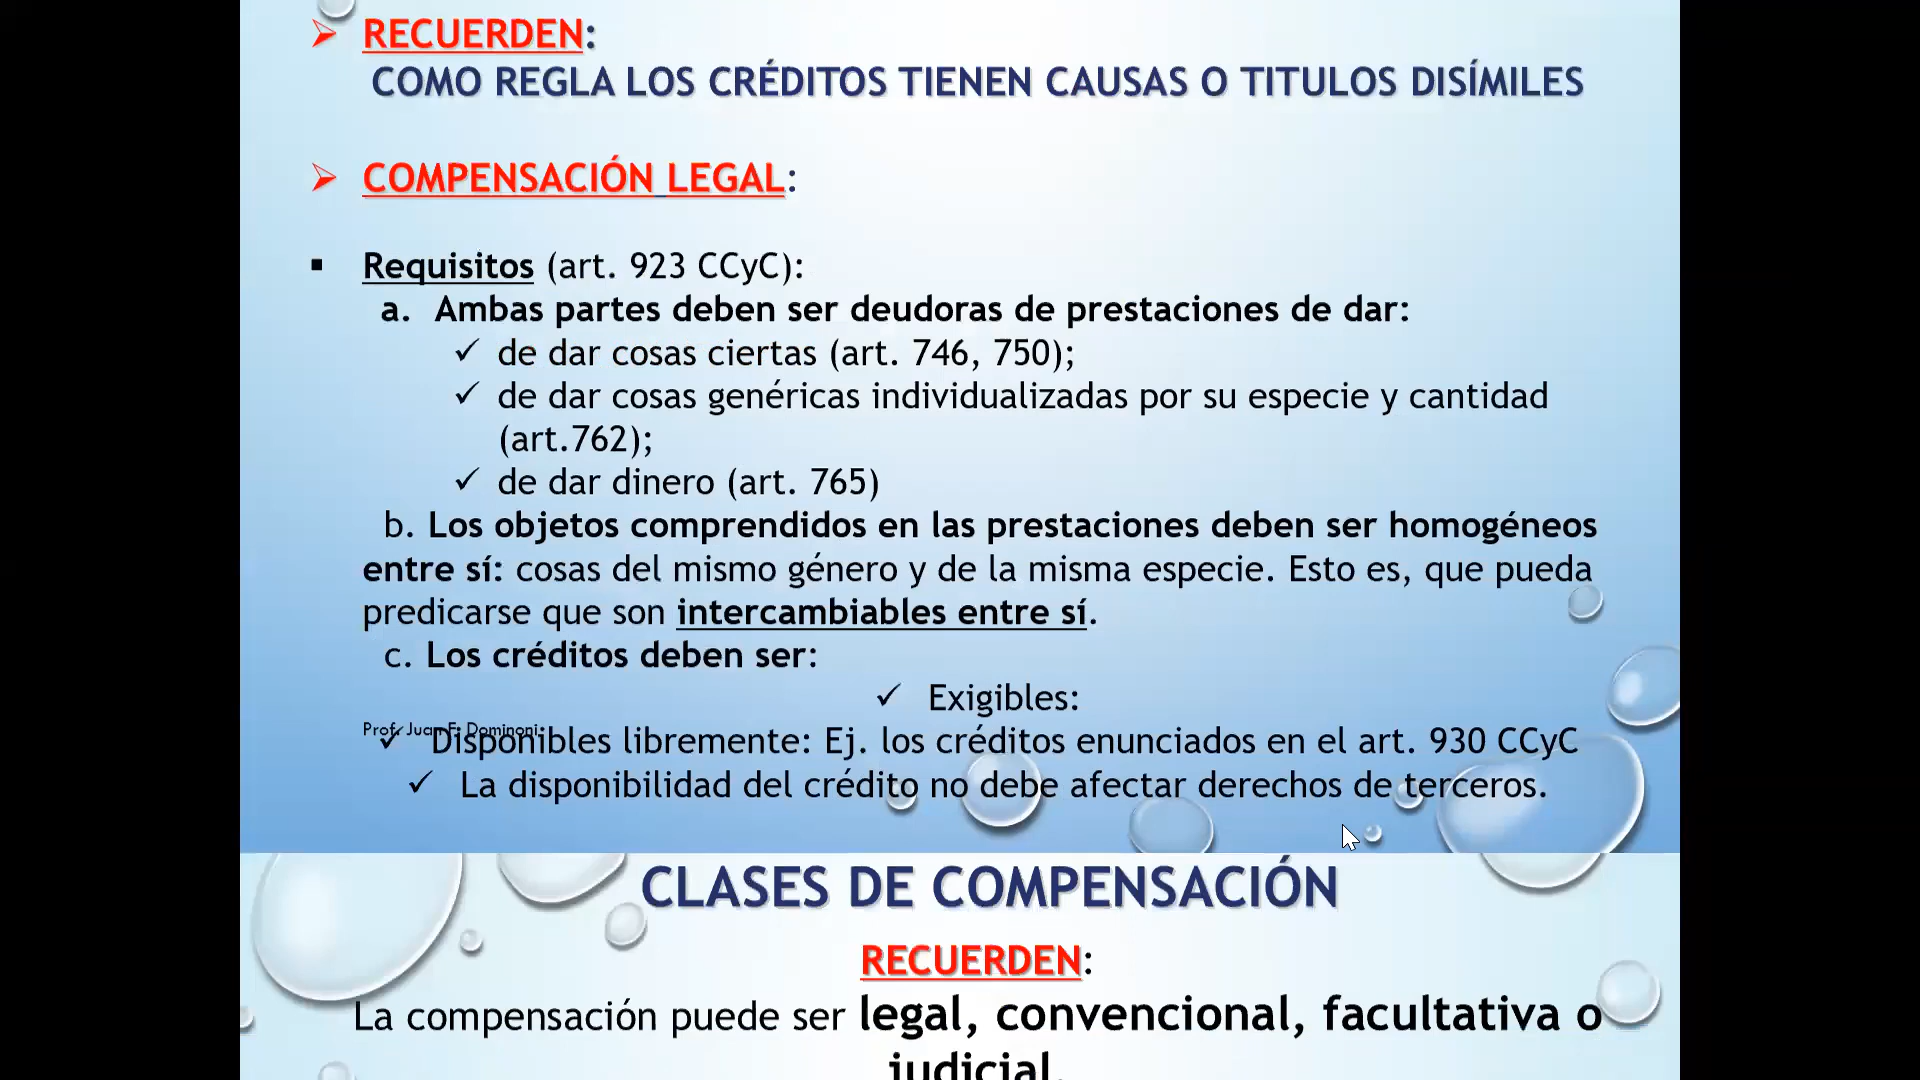 RECUERDEN:
COMO REGLA LOS CRÉDITOS TIENEN CAUSAS O TITULOS DISÍMILES
COMPENSACIÓN LEGAL:
Requisitos (art. 923 CCyC):
a. Ambas partes deben ser deudoras de prestaciones de dar:
de dar cosas ciertas (art. 746, 750);
de dar cosas genéricas individualizadas por su especie y cantidad
(art.762);
de dar dinero (art. 765)
b. Los objetos comprendidos en las prestaciones deben ser homogéneos
entre sí: cosas del mismo género y de la misma especie. Esto es, que pueda
predicarse que son intercambiables entre sí.
c. Los créditos deben ser:
Exigibles:
Prof. Juan F. Dominoni.
Disponibles libremente: Ej. los créditos enunciados en el art. 930 CCyC
La disponibilidad del crédito no debe afectar derechos de terceros.
CLASES DE COMPENSACIÓN
RECUERDEN:
La compensación puede ser legal, convencional, facultativa o
judicial.